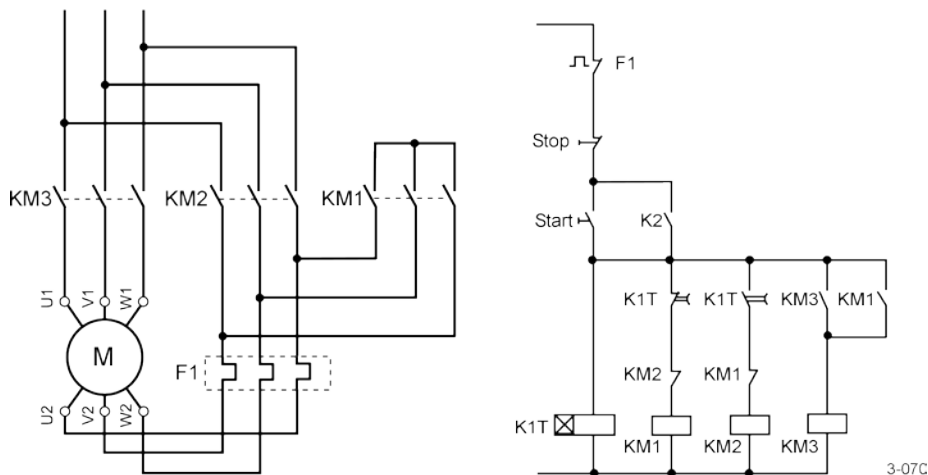 F1
Stop
Start K2
KM3 KM2 KM1
K1T K1T KM3 KM1
U1 V1 W1
M
F1
KM2 KM1
U2 V2 W2
K1T KM1 KM2 KM3
3-070